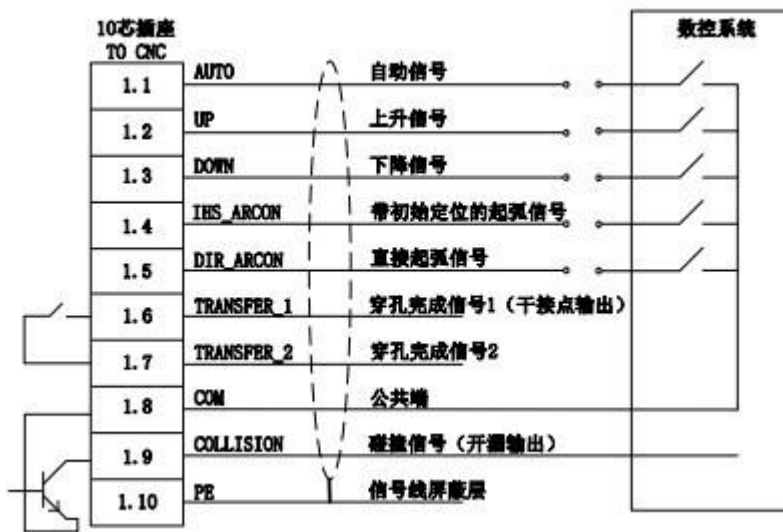 10芯插座
TO CNC
数控系统
1.1 AUTO 自动信号
1.2 UP 上升信号
1.3 DOWN 下降信号
1.4 IHS_ARCON 带初始定位的起弧信号
1.5 DIR_ARCON 直接起弧信号
1.6 TRANSFER_1 穿孔完成信号1（干接点输出）
1.7 TRANSFER_2 穿孔完成信号2
1.8 COM 公共端
1.9 COLLISION 碰撞信号（开漏输出）
1.10 PE 信号线屏蔽层